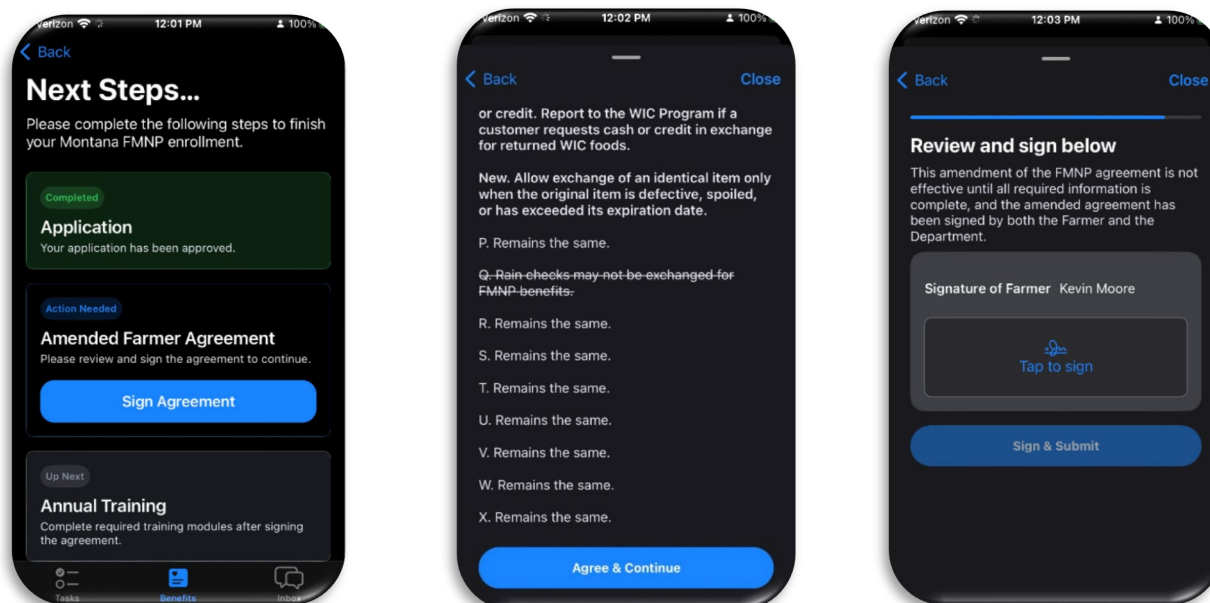 verizon 12:01 PM 100%
Back
Next Steps...
Please complete the following steps to finish
your Montana FMNP enrollment.
Completed
Application
Your application has been approved.
Action Needed
Amended Farmer Agreement
Please review and sign the agreement to continue.
Sign Agreement
Up Next
Annual Training
Complete required training modules after signing
the agreement.
Tasks Benefits Inbox
verizon 12:02 PM 100%
Back Close
or credit. Report to the WIC Program if a
customer requests cash or credit in exchange
for returned WIC foods.
New. Allow exchange of an identical item only
when the original item is defective, spoiled,
or has exceeded its expiration date.
P. Remains the same.
Q. Rain checks may not be exchanged for
FMNP benefits.
R. Remains the same.
S. Remains the same.
T. Remains the same.
U. Remains the same.
V. Remains the same.
W. Remains the same.
X. Remains the same.
Agree & Continue
verizon 12:03 PM 100%
Back Close
Review and sign below
This amendment of the FMNP agreement is not
effective until all required information is
complete, and the amended agreement has
been signed by both the Farmer and the
Department.
Signature of Farmer Kevin Moore
Tap to sign
Sign & Submit